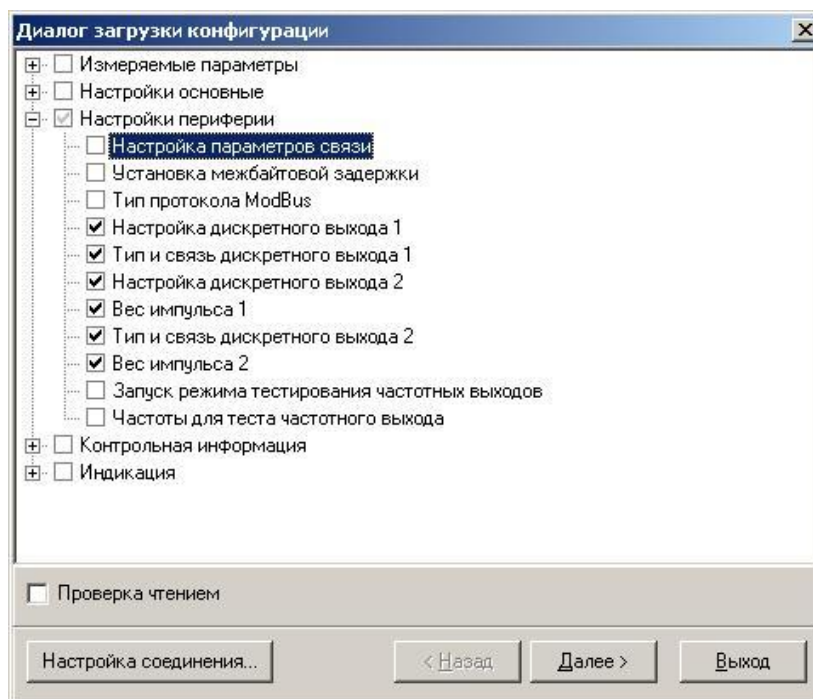 Диалог загрузки конфигурации
Измеряемые параметры
Настройки основные
Настройки периферии
Настройка параметров связи
Установка межбайтовой задержки
Тип протокола ModBus
Настройка дискретного выхода 1
Тип и связь дискретного выхода 1
Настройка дискретного выхода 2
Вес импульса 1
Тип и связь дискретного выхода 2
Вес импульса 2
Запуск режима тестирования частотных выходов
Частоты для теста частотного выхода
Контрольная информация
Индикация
Проверка чтением
Настройка соединения... < Назад Далее > Выход